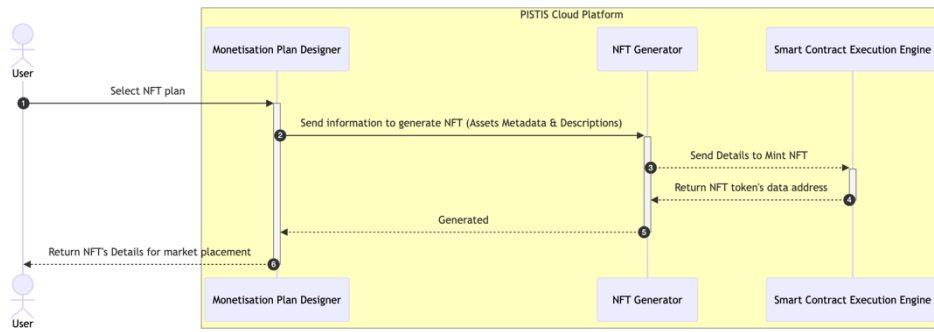 PISTIS Cloud Platform
User
Monetisation Plan Designer
NFT Generator
Smart Contract Execution Engine
1
Select NFT plan
2
Send information to generate NFT (Assets Metadata & Descriptions)
3
Send Details to Mint NFT
Return NFT token's data address
4
Generated
5
Return NFT's Details for market placement
6
User
Monetisation Plan Designer
NFT Generator
Smart Contract Execution Engine